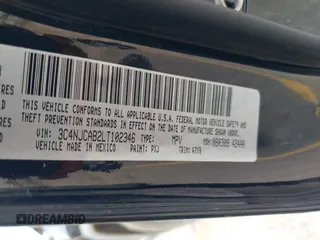 THIS VEHICLE CONFORMS TO ALL APPLICABLE U.S.A. FEDERAL MOTOR VEHICLE SAFETY AND
THEFT PREVENTION STANDARDS IN EFFECT ON THE DATE OF MANUFACTURE SHOWN ABOVE.
VIN: 3C4NJCAB2LT102346 TYPE: MPV
MADE IN MEXICO PAINT: PXJ TRIM:
DREAMBID